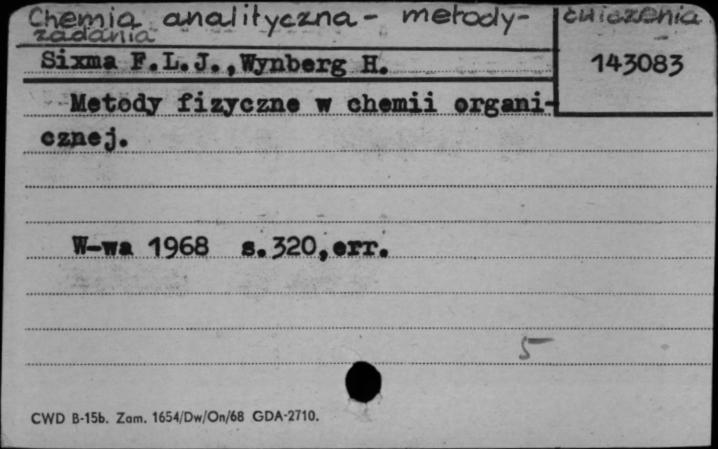 Chemia analityczna - metody - ćwiczenia
zadania
Sixma F.L.J., Wynberg H.
143083
Metody fizyczne w chemii organi-
cznej.
W-wa 1968 s.320,err.
5
CWD B-15b. Zam. 1654/Dw/On/68 GDA-2710.